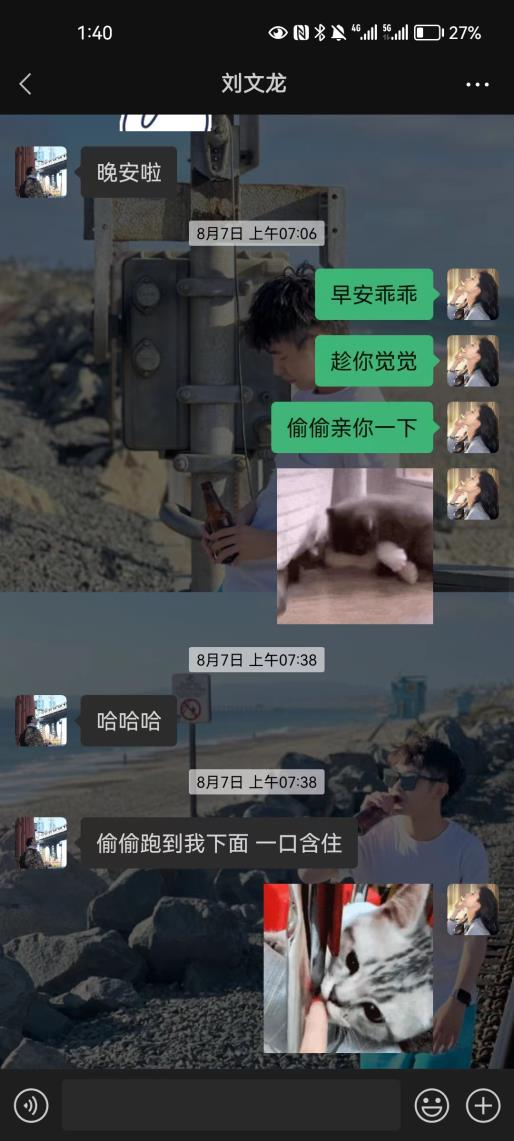 1:40
4G
5G
27%
刘文龙
晚安啦
8月7日 上午07:06
早安乖乖
趁你觉觉
偷偷亲你一下
8月7日 上午07:38
哈哈哈
8月7日 上午07:38
偷偷跑到我下面 一口含住